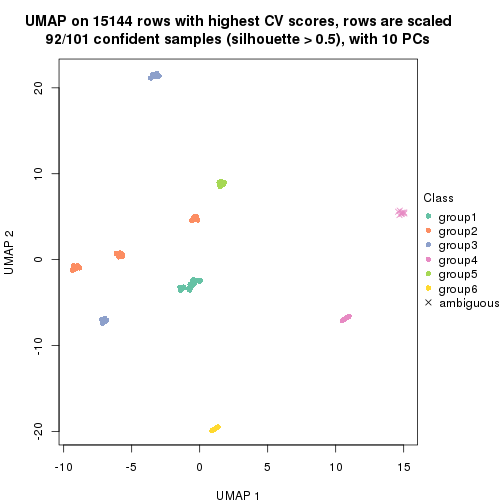 UMAP on 15144 rows with highest CV scores, rows are scaled
92/101 confident samples (silhouette > 0.5), with 10 PCs
20
10
0
-10
-20
UMAP 2
-10
-5
0
5
10
15
UMAP 1
Class
group1
group2
group3
group4
group5
group6
ambiguous